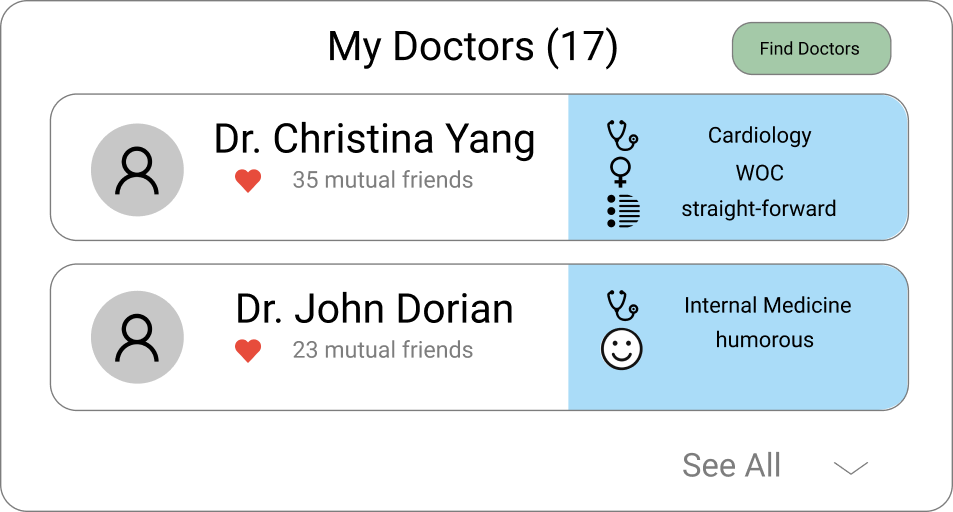 My Doctors (17)
Find Doctors
Dr. Christina Yang
35 mutual friends
Cardiology
WOC
straight-forward
Dr. John Dorian
23 mutual friends
Internal Medicine
humorous
See All